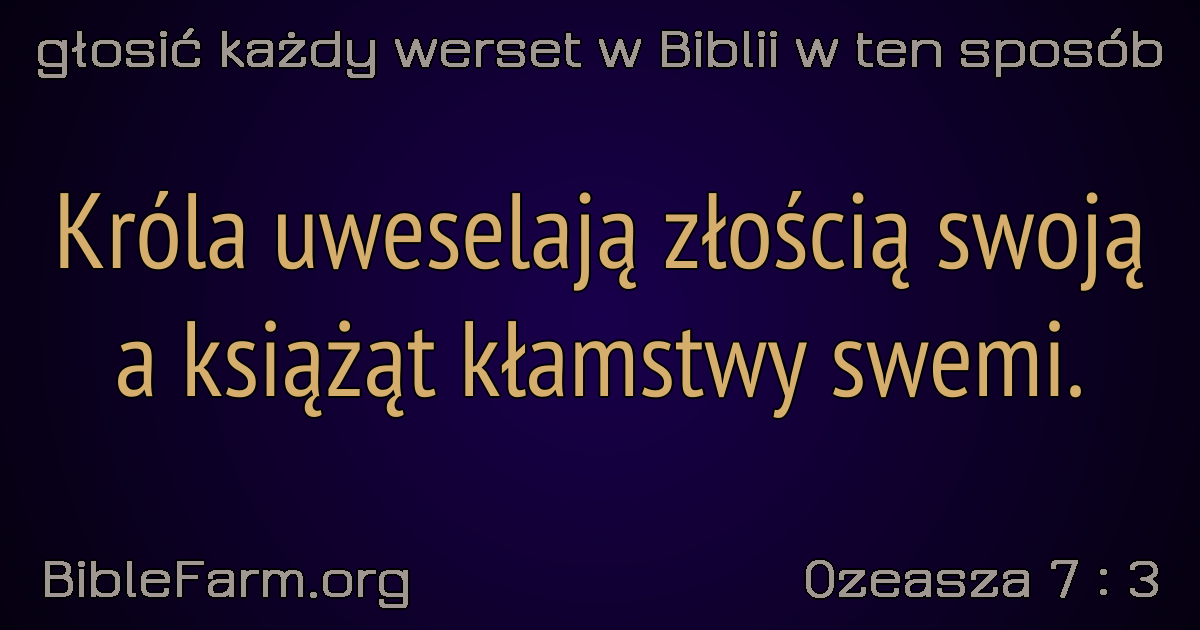 głosić każdy werset w Biblii w ten sposób
Króla uweselają złością swoją
a książąt kłamstwy swemi.
BibleFarm.org
Ozeasza 7 : 3